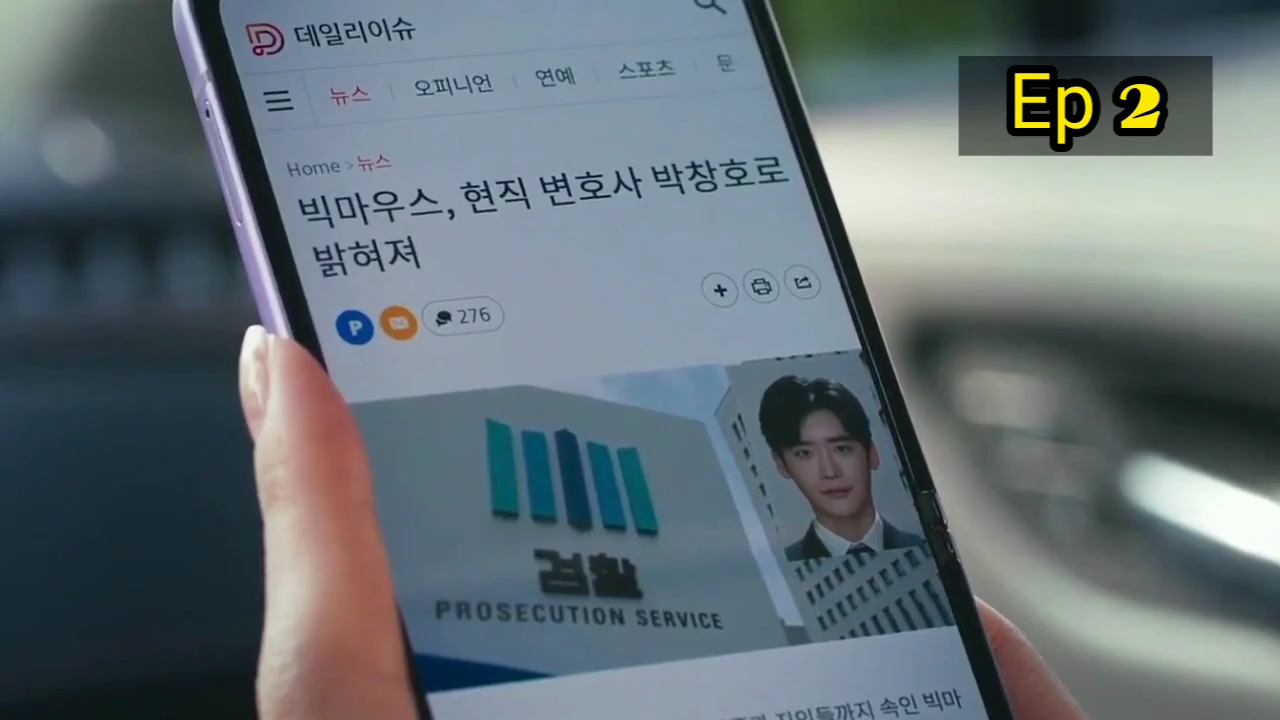 데일리이슈
Ep 2
뉴스 오피니언 연예 스포츠 문
Home > 뉴스
빅마우스, 현직 변호사 박창호로
밝혀져
P 276
검찰
PROSECUTION SERVICE
지인들까지 속인 빅마